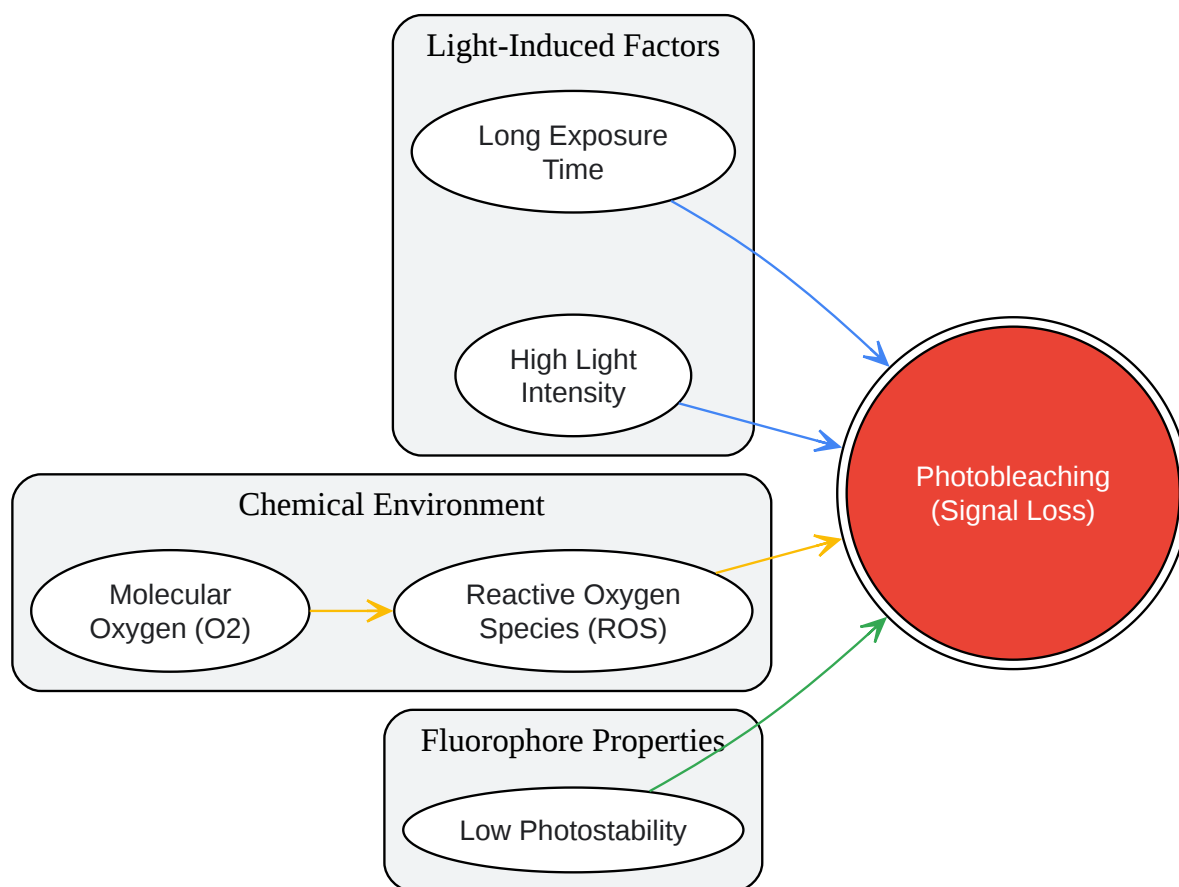 Light-Induced Factors
Long Exposure
Time
High Light
Intensity
Photobleaching
(Signal Loss)
Chemical Environment
Molecular
Oxygen (O2)
Reactive Oxygen
Species (ROS)
Fluorophore Properties
Low Photostability